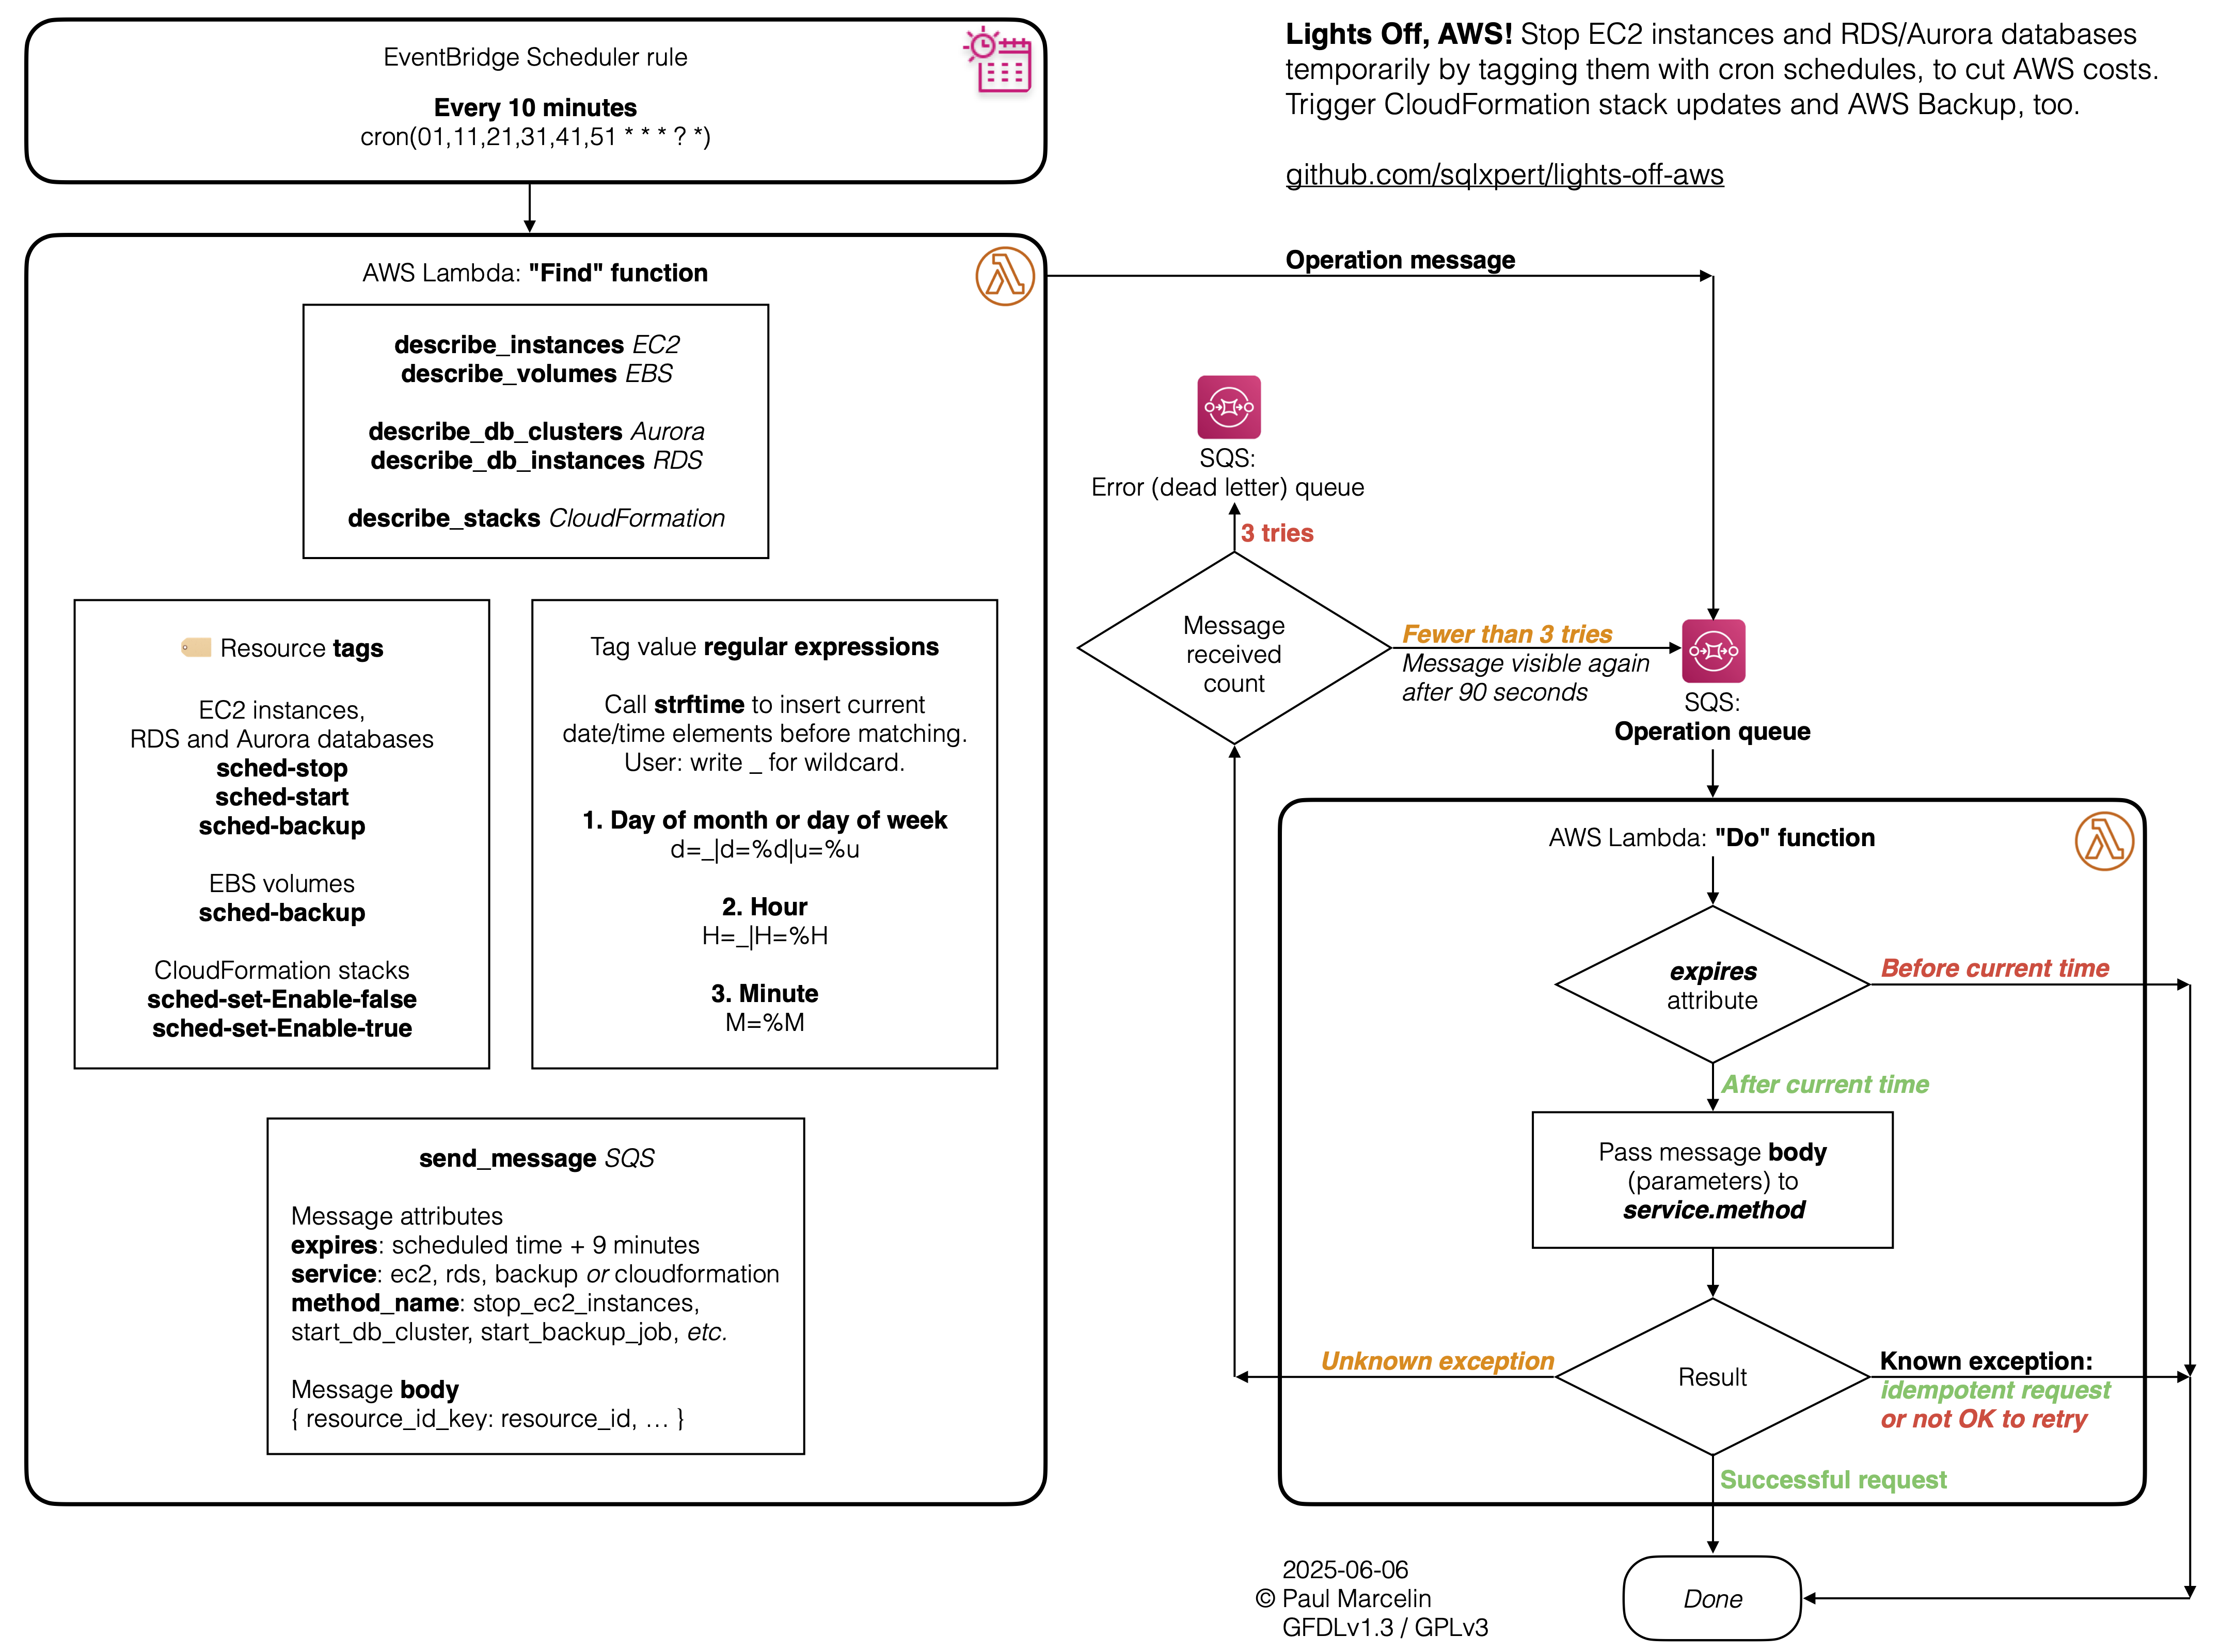 EventBridge Scheduler rule
Every 10 minutes
cron(01,11,21,31,41,51 * * * ? *)
Lights Off, AWS! Stop EC2 instances and RDS/Aurora databases
temporarily by tagging them with cron schedules, to cut AWS costs.
Trigger CloudFormation stack updates and AWS Backup, too.
github.com/sqlxpert/lights-off-aws
AWS Lambda: "Find" function
describe_instances EC2
describe_volumes EBS
describe_db_clusters Aurora
describe_db_instances RDS
describe_stacks CloudFormation
Resource tags
EC2 instances,
RDS and Aurora databases
sched-stop
sched-start
sched-backup
EBS volumes
sched-backup
CloudFormation stacks
sched-set-Enable-false
sched-set-Enable-true
Tag value regular expressions
Call strftime to insert current
date/time elements before matching.
User: write _ for wildcard.
1. Day of month or day of week
d=_|d=%d|u=%u
2. Hour
H=_|H=%H
3. Minute
M=%M
send_message SQS
Message attributes
expires: scheduled time + 9 minutes
service: ec2, rds, backup or cloudformation
method_name: stop_ec2_instances,
start_db_cluster, start_backup_job, etc.
Message body
{ resource_id_key: resource_id, … }
Operation message
SQS:
Error (dead letter) queue
3 tries
Message
received
count
Fewer than 3 tries
Message visible again
after 90 seconds
SQS:
Operation queue
AWS Lambda: "Do" function
expires
attribute
Before current time
After current time
Pass message body
(parameters) to
service.method
Result
Unknown exception
Known exception:
idempotent request
or not OK to retry
Successful request
Done
2025-06-06
© Paul Marcelin
GFDLv1.3 / GPLv3